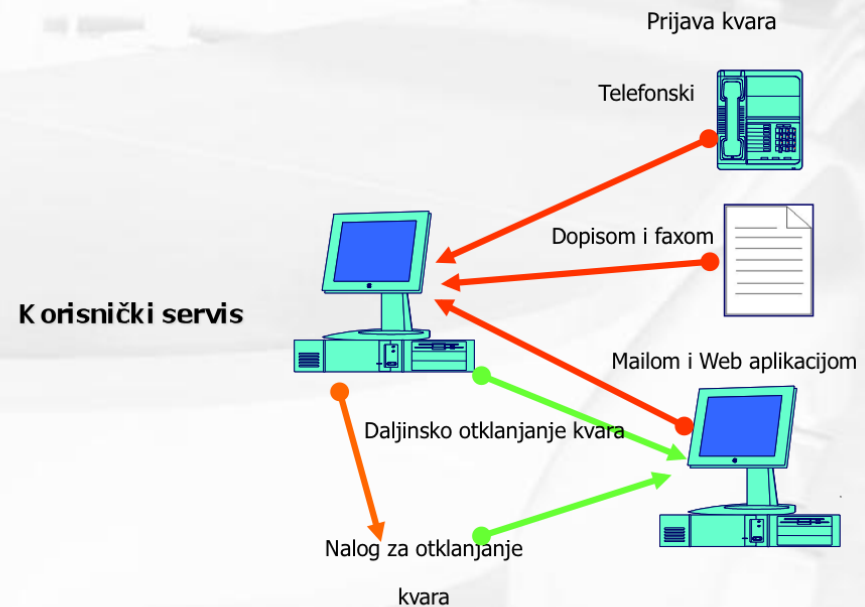 Prijava kvara
Telefonski
Dopisom i faxom
Korisnički servis
Mailom i Web aplikacijom
Daljinsko otklanjanje kvara
Nalog za otklanjanje
kvara